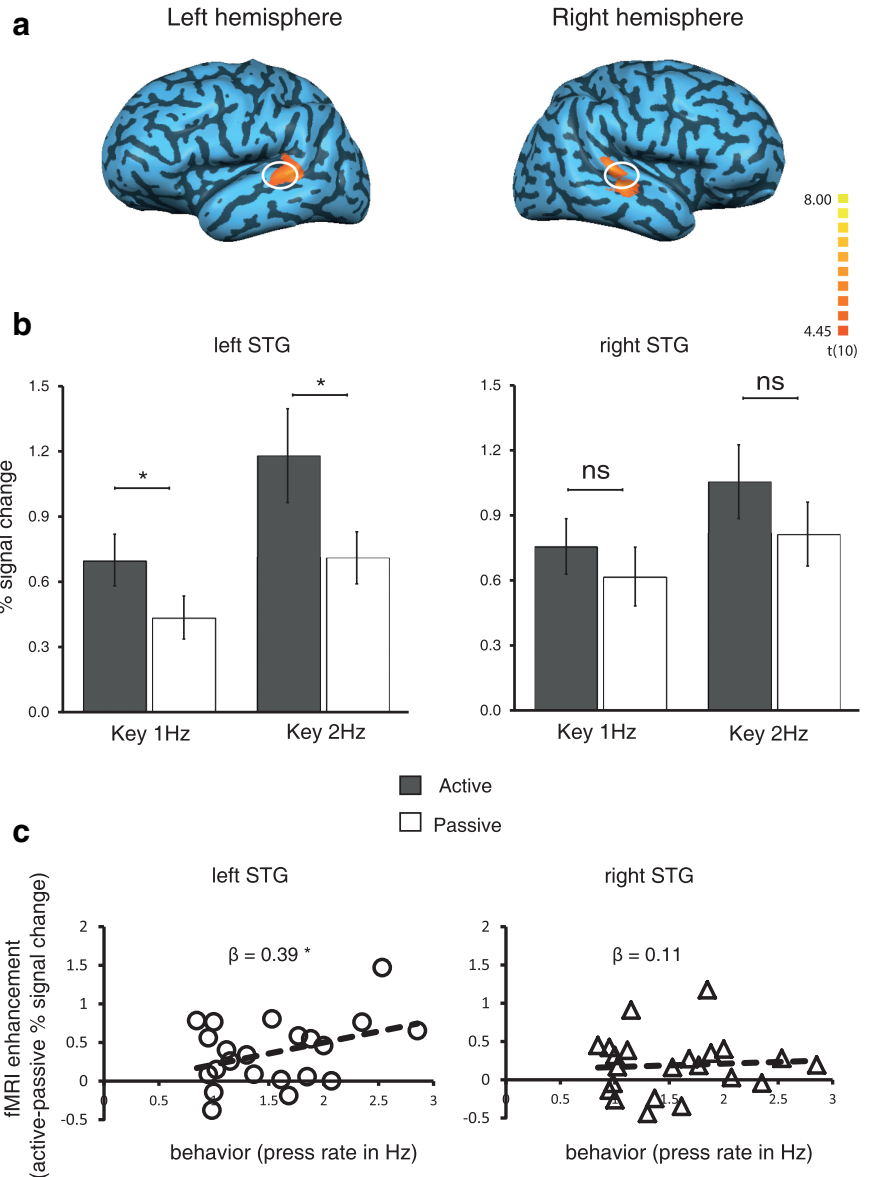 a
Left hemisphere
Right hemisphere
8.00
4.45
t(10)
b
left STG
right STG
% signal change
1.5
1.2
0.9
0.6
0.3
0.0
*
*
Key 1Hz
Key 2Hz
1.5
1.2
0.9
0.6
0.3
0.0
ns
ns
Key 1Hz
Key 2Hz
Active
Passive
c
left STG
right STG
fMRI enhancement
(active-passive % signal change)
2
1.5
1
0.5
0
-0.5
β = 0.39 *
0
0.5
1
1.5
2
2.5
3
behavior (press rate in Hz)
2
1.5
1
0.5
0
-0.5
β = 0.11
0
0.5
1
1.5
2
2.5
3
behavior (press rate in Hz)